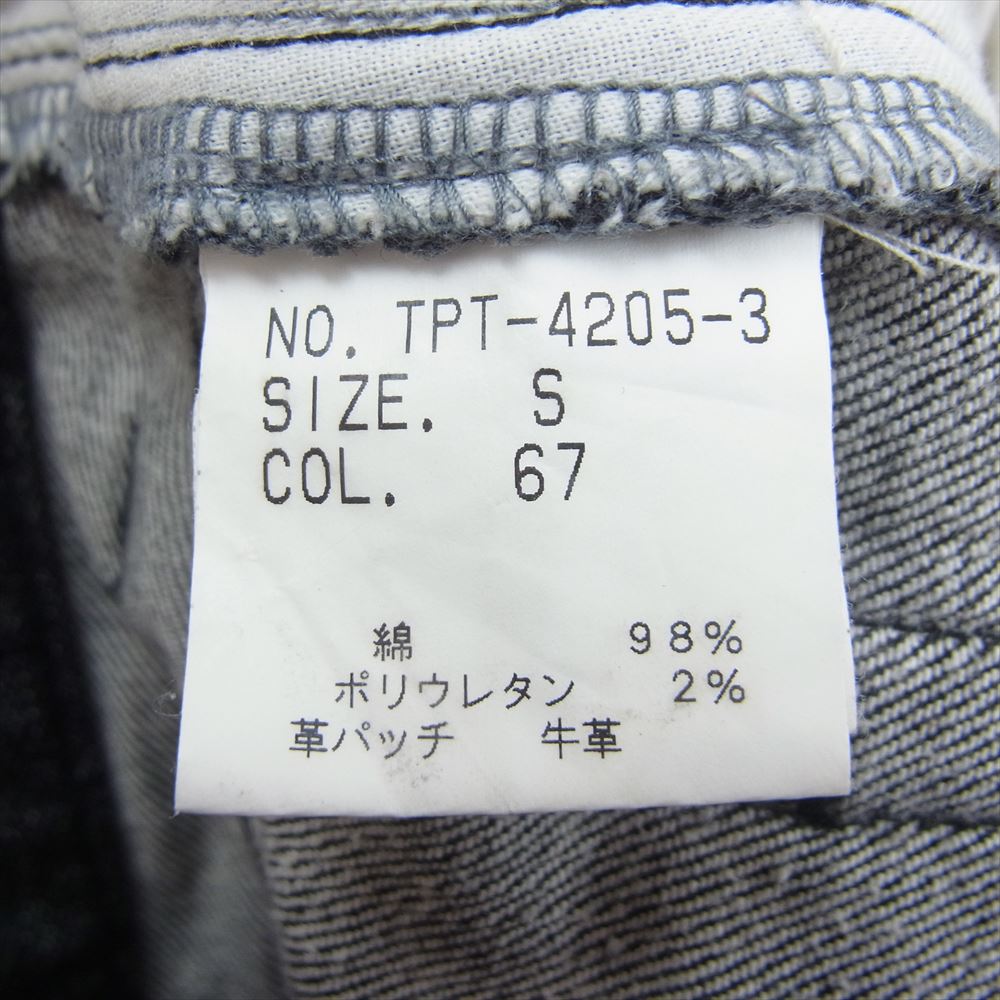 NO. TPT-4205-3
SIZE. S
COL. 67
綿 98%
ポリウレタン 2%
革パッチ 牛革